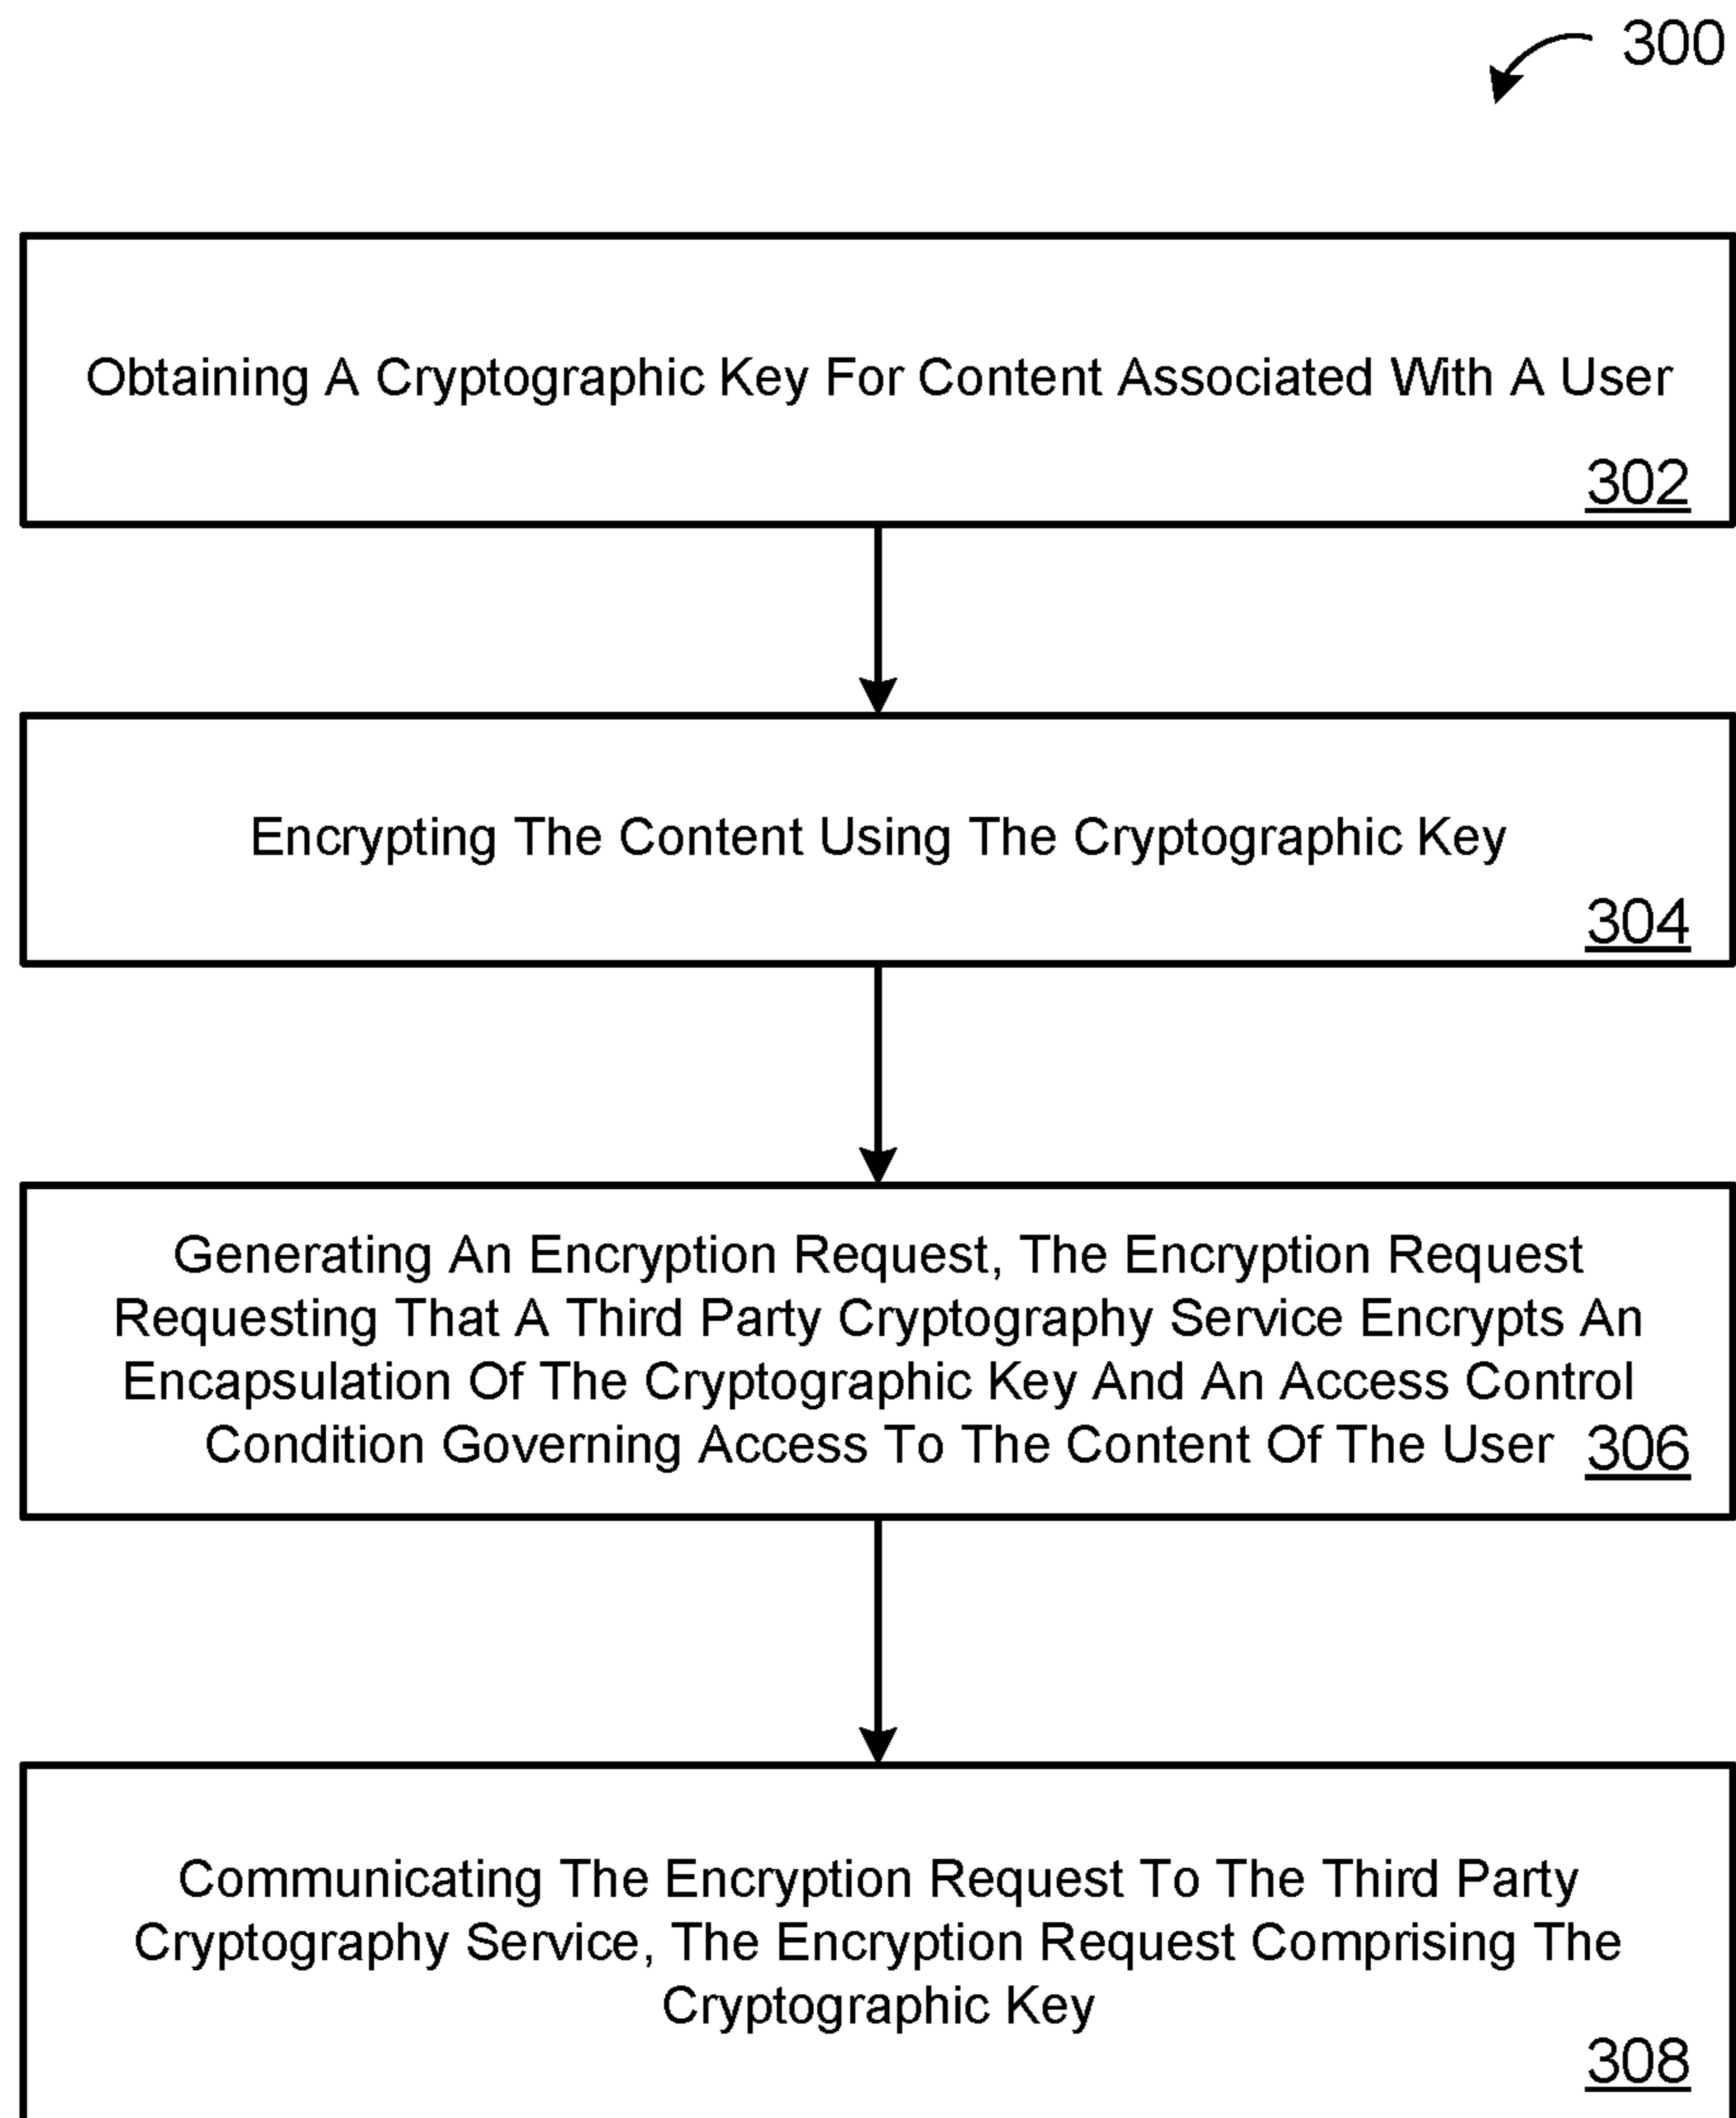 300
Obtaining A Cryptographic Key For Content Associated With A User
302
Encrypting The Content Using The Cryptographic Key
304
Generating An Encryption Request, The Encryption Request
Requesting That A Third Party Cryptography Service Encrypts An
Encapsulation Of The Cryptographic Key And An Access Control
Condition Governing Access To The Content Of The User 306
Communicating The Encryption Request To The Third Party
Cryptography Service, The Encryption Request Comprising The
Cryptographic Key
308